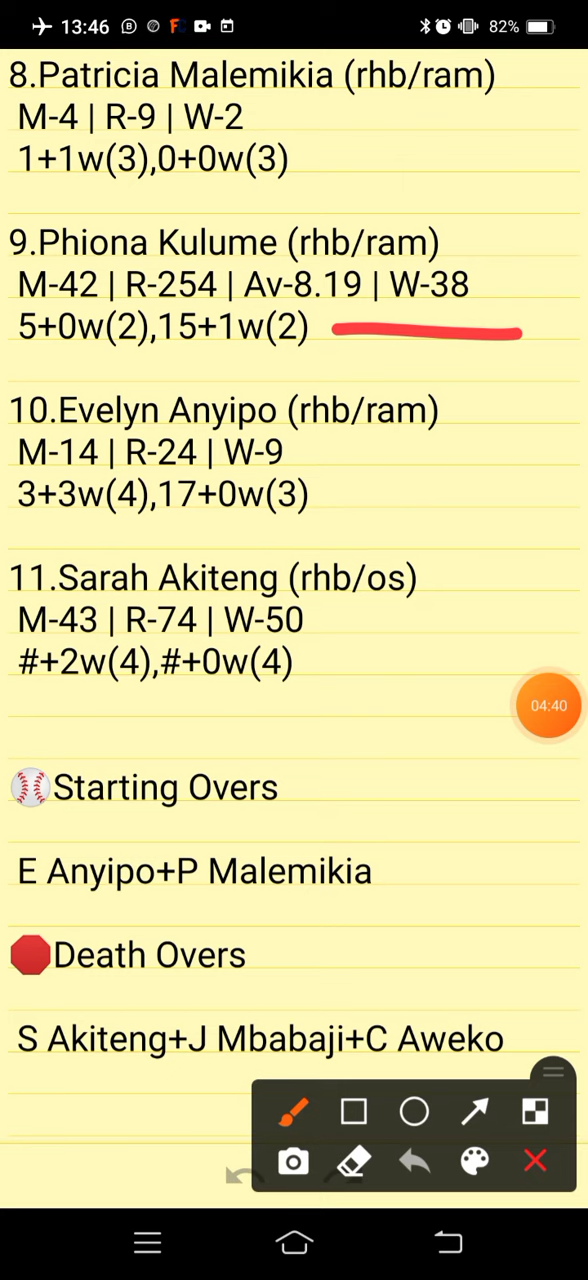 13:46
82%
8.Patricia Malemikia (rhb/ram)
M-4 | R-9 | W-2
1+1w(3),0+0w(3)
9.Phiona Kulume (rhb/ram)
M-42 | R-254 | Av-8.19 | W-38
5+0w(2),15+1w(2)
10.Evelyn Anyipo (rhb/ram)
M-14 | R-24 | W-9
3+3w(4),17+0w(3)
11.Sarah Akiteng (rhb/os)
M-43 | R-74 | W-50
#+2w(4),#+0w(4)
04:40
Starting Overs
E Anyipo+P Malemikia
Death Overs
S Akiteng+J Mbabaji+C Aweko